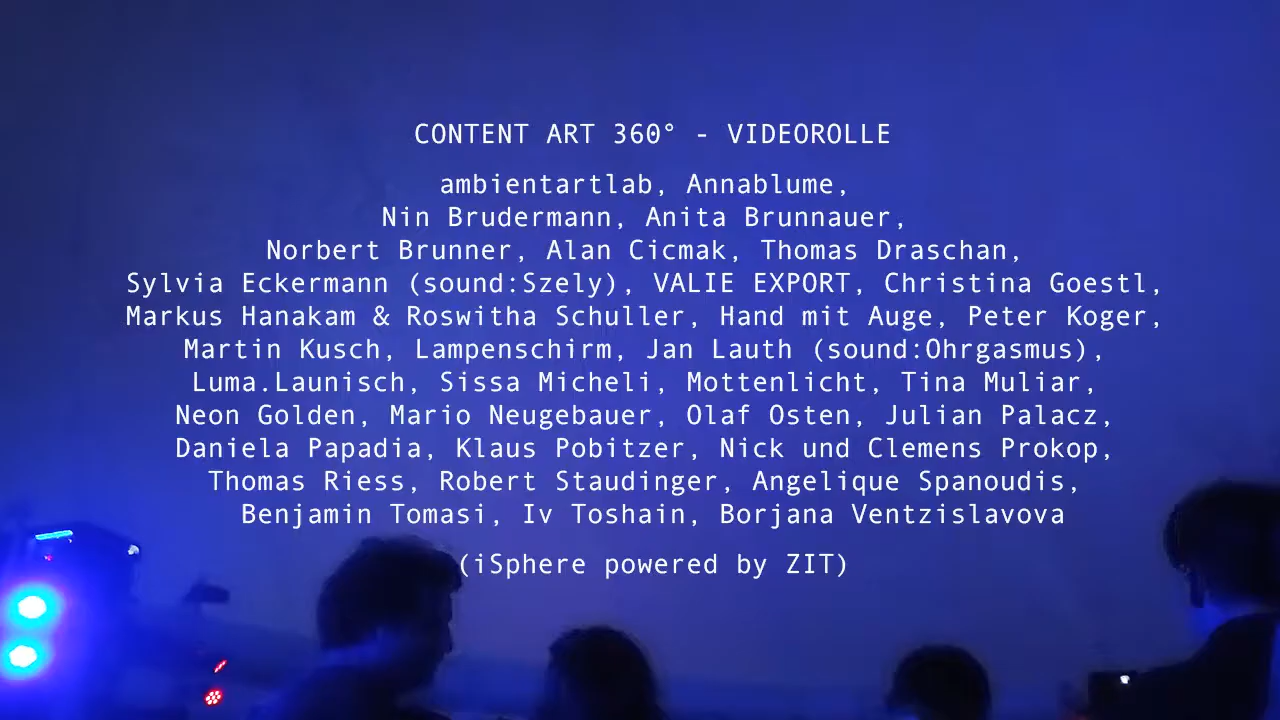 CONTENT ART 360° - VIDEOROLLE
ambientartlab, Annablume,
Nin Brudermann, Anita Brunnauer,
Norbert Brunner, Alan Cicmak, Thomas Draschan,
Sylvia Eckermann (sound:Szely), VALIE EXPORT, Christina Goestl,
Markus Hanakam & Roswitha Schuller, Hand mit Auge, Peter Koger,
Martin Kusch, Lampenschirm, Jan Lauth (sound:Ohrgasmus),
Luma.Launisch, Sissa Micheli, Mottenlicht, Tina Muliar,
Neon Golden, Mario Neugebauer, Olaf Osten, Julian Palacz,
Daniela Papadia, Klaus Pobitzer, Nick und Clemens Prokop,
Thomas Riess, Robert Staudinger, Angelique Spanoudis,
Benjamin Tomasi, Iv Toshain, Borjana Ventzislavova
(iSphere powered by ZIT)